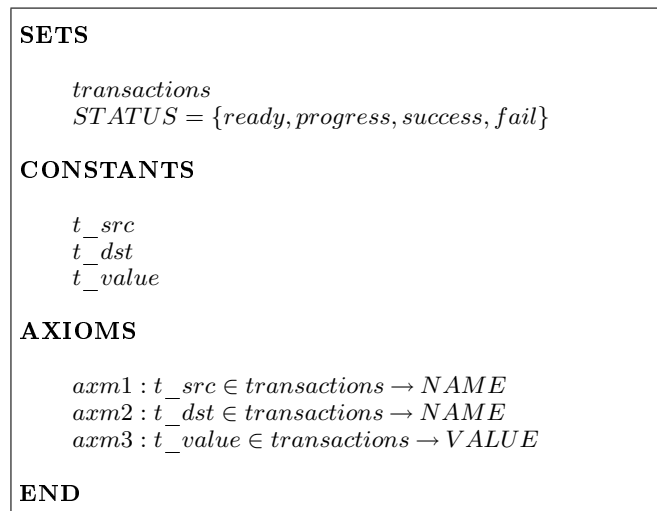 SETS
transactions
STATUS = {ready, progress, success, fail}
CONSTANTS
t_src
t_dst
t_value
AXIOMS
axm1 : t_src ∈ transactions → NAME
axm2 : t_dst ∈ transactions → NAME
axm3 : t_value ∈ transactions → VALUE
END